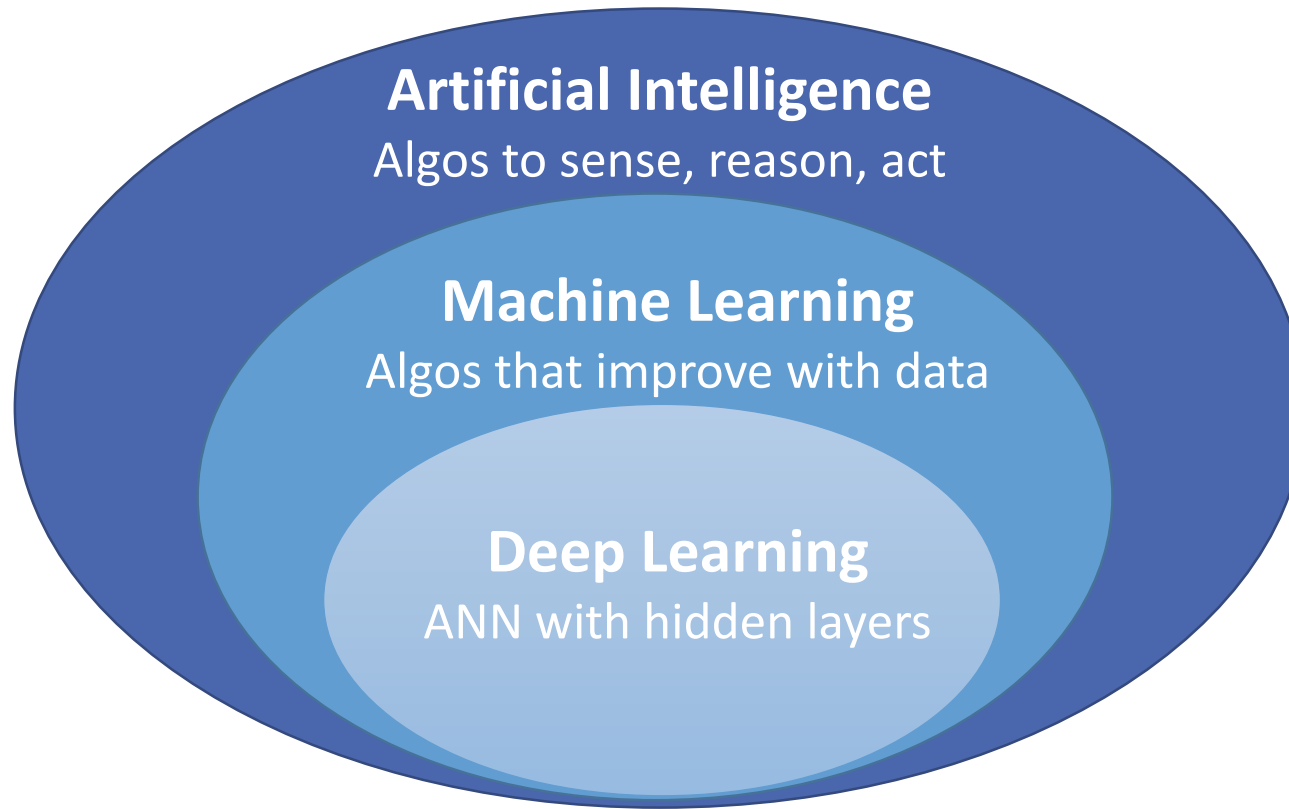 Artificial Intelligence
Algos to sense, reason, act
Machine Learning
Algos that improve with data
Deep Learning
ANN with hidden layers